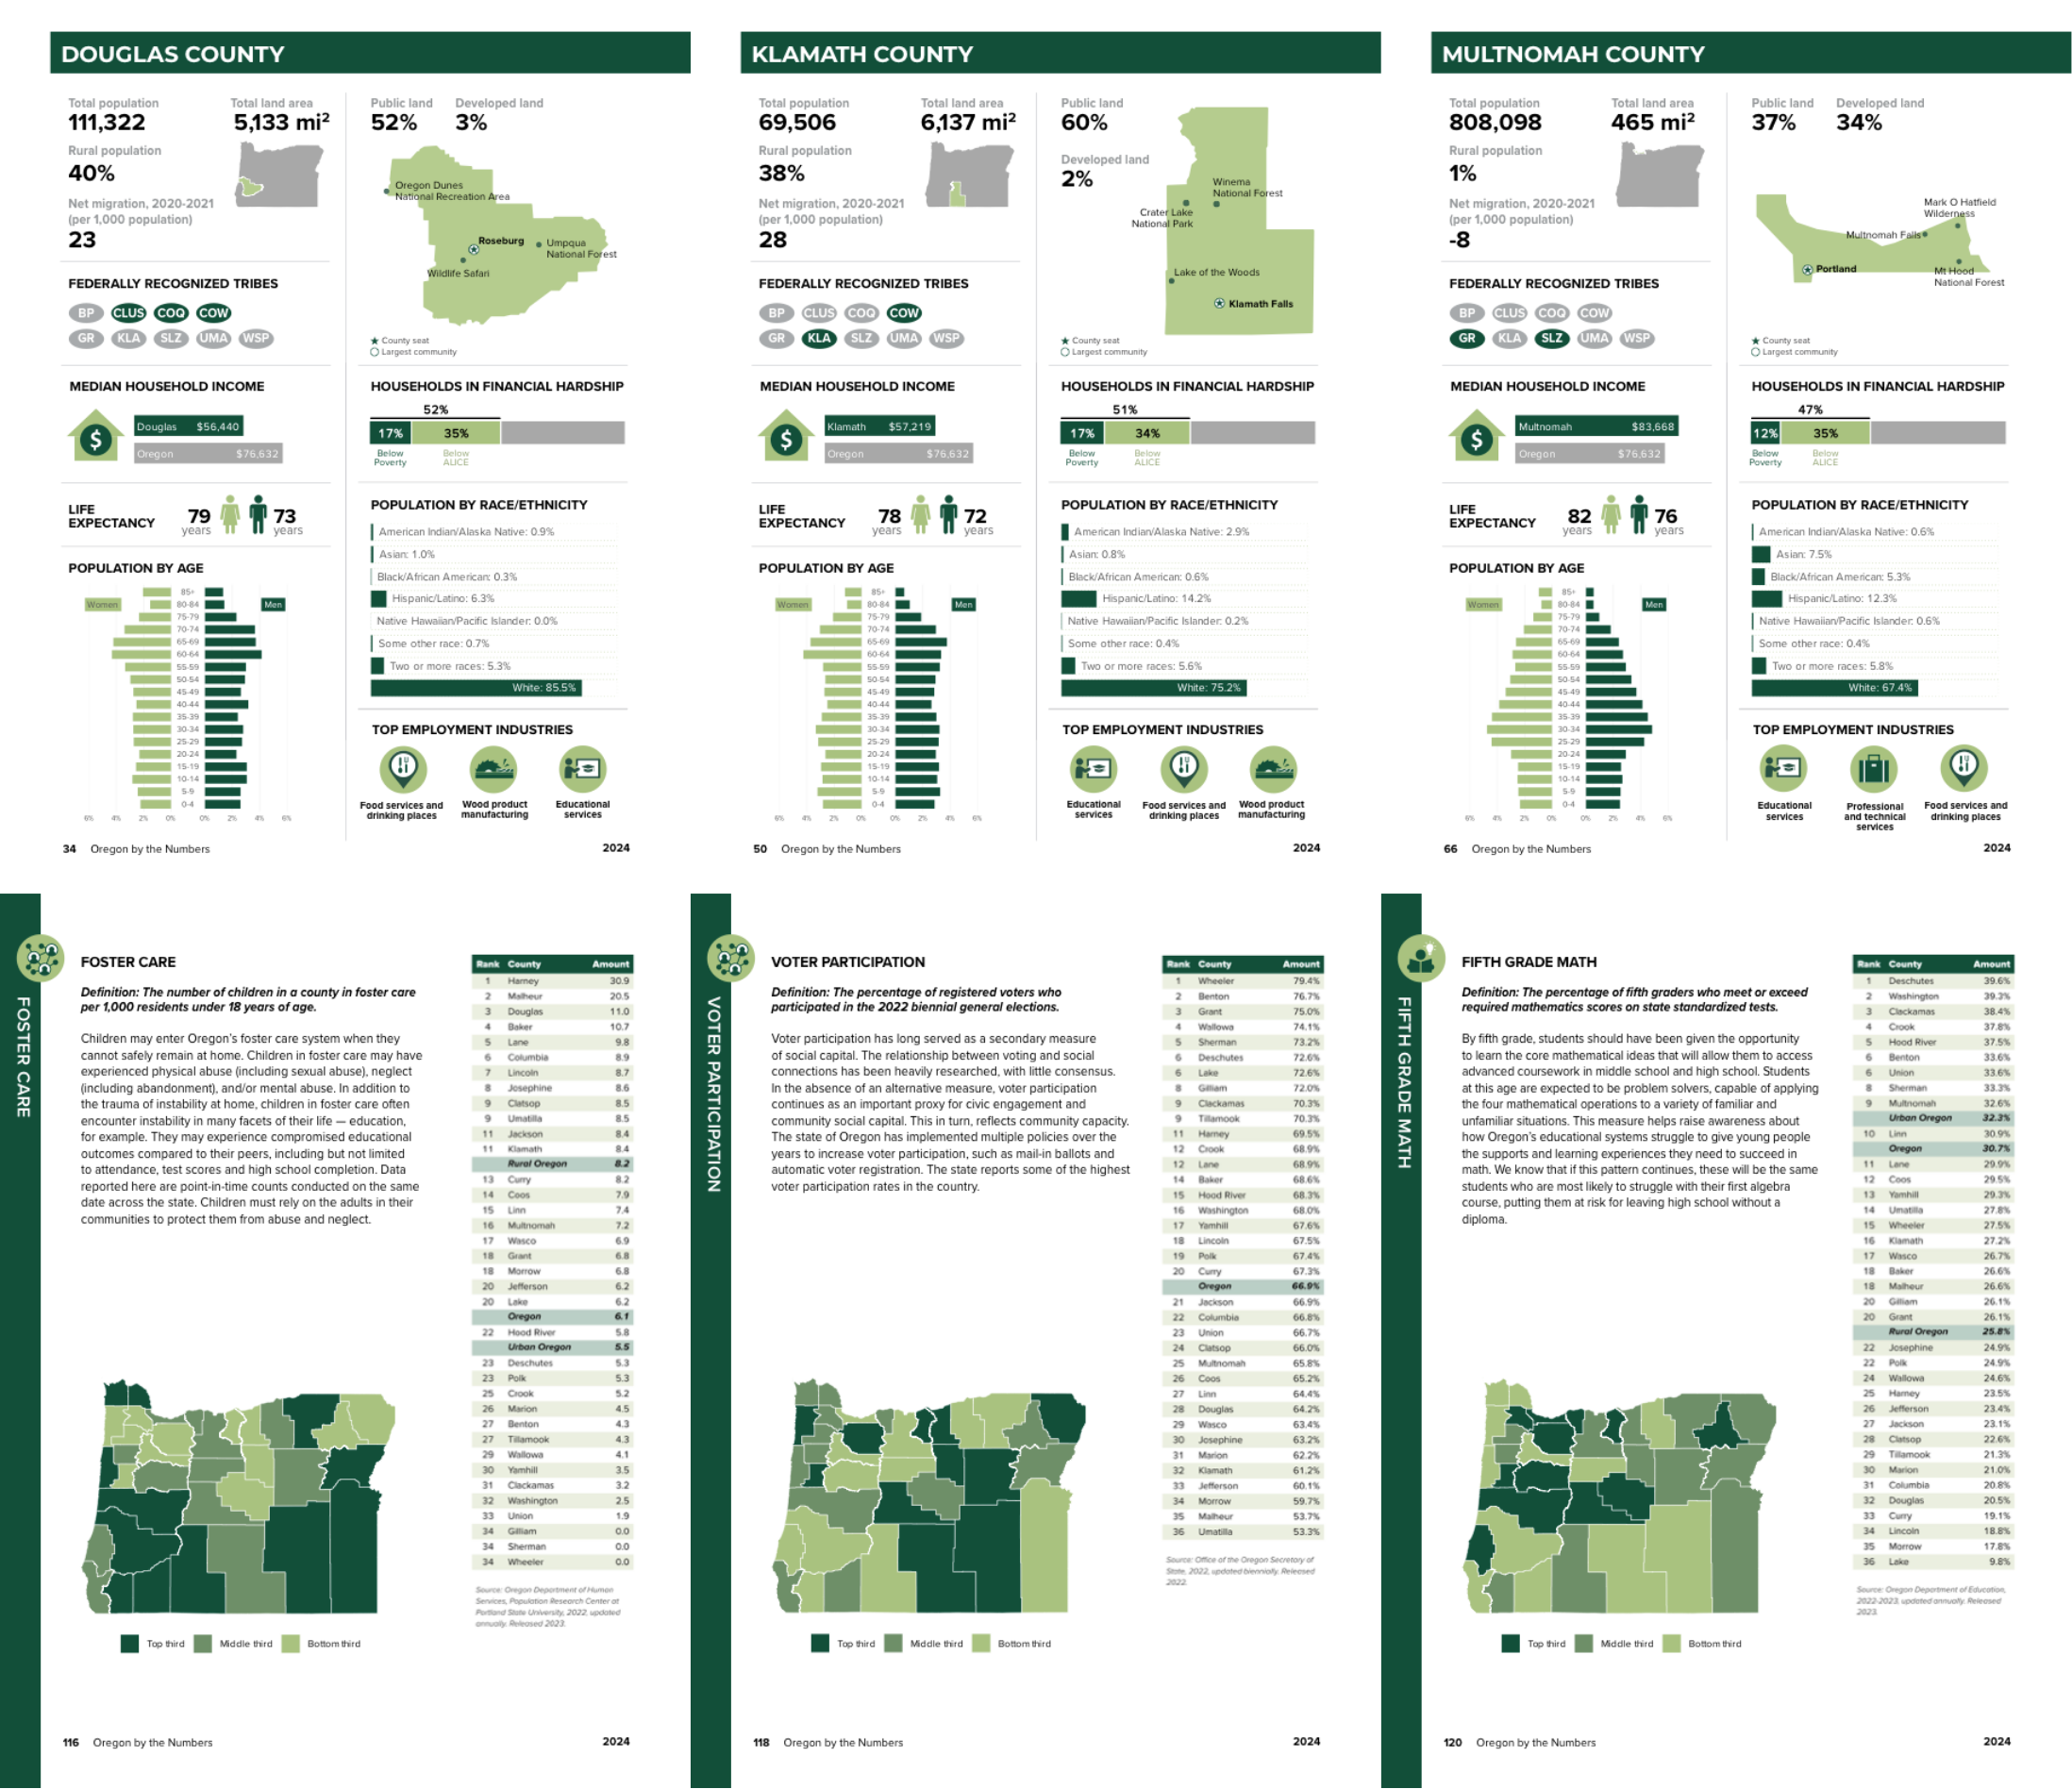 DOUGLAS COUNTY
Total population
111,322
Total land area
5,133 mi²
Rural population
40%
Net migration, 2020-2021
(per 1,000 population)
23
Public land
52%
Developed land
3%
Oregon Dunes
National Recreation Area
Roseburg
Umpqua
National Forest
Wildlife Safari
★ County seat
○ Largest community
FEDERALLY RECOGNIZED TRIBES
BP CLUS COQ COW
GR KLA SLZ UMA WSP
MEDIAN HOUSEHOLD INCOME
Douglas $56,440
Oregon $76,632
HOUSEHOLDS IN FINANCIAL HARDSHIP
52%
17% 35%
Below
Poverty
Below
ALICE
LIFE
EXPECTANCY
79
years
73
years
POPULATION BY RACE/ETHNICITY
American Indian/Alaska Native: 0.9%
Asian: 1.0%
Black/African American: 0.3%
Hispanic/Latino: 6.3%
Native Hawaiian/Pacific Islander: 0.0%
Some other race: 0.7%
Two or more races: 5.3%
White: 85.5%
POPULATION BY AGE
Women
Men
85+
80-84
75-79
70-74
65-69
60-64
55-59
50-54
45-49
40-44
35-39
30-34
25-29
20-24
15-19
10-14
5-9
0-4
6% 4% 2% 0% 0% 2% 4% 6%
TOP EMPLOYMENT INDUSTRIES
Food services and
drinking places
Wood product
manufacturing
Educational
services
34 Oregon by the Numbers 2024
KLAMATH COUNTY
Total population
69,506
Total land area
6,137 mi²
Rural population
38%
Net migration, 2020-2021
(per 1,000 population)
28
Public land
60%
Developed land
2%
Winema
National Forest
Crater Lake
National Park
Lake of the Woods
Klamath Falls
★ County seat
○ Largest community
FEDERALLY RECOGNIZED TRIBES
BP CLUS COQ COW
GR KLA SLZ UMA WSP
MEDIAN HOUSEHOLD INCOME
Klamath $57,219
Oregon $76,632
HOUSEHOLDS IN FINANCIAL HARDSHIP
51%
17% 34%
Below
Poverty
Below
ALICE
LIFE
EXPECTANCY
78
years
72
years
POPULATION BY RACE/ETHNICITY
American Indian/Alaska Native: 2.9%
Asian: 0.8%
Black/African American: 0.6%
Hispanic/Latino: 14.2%
Native Hawaiian/Pacific Islander: 0.2%
Some other race: 0.4%
Two or more races: 5.6%
White: 75.2%
POPULATION BY AGE
Women
Men
85+
80-84
75-79
70-74
65-69
60-64
55-59
50-54
45-49
40-44
35-39
30-34
25-29
20-24
15-19
10-14
5-9
0-4
6% 4% 2% 0% 0% 2% 4% 6%
TOP EMPLOYMENT INDUSTRIES
Educational
services
Food services and
drinking places
Wood product
manufacturing
50 Oregon by the Numbers 2024
MULTNOMAH COUNTY
Total population
808,098
Total land area
465 mi²
Rural population
1%
Net migration, 2020-2021
(per 1,000 population)
-8
Public land
37%
Developed land
34%
Mark O Hatfield
Wilderness
Multnomah Falls
Portland
Mt Hood
National Forest
★ County seat
○ Largest community
FEDERALLY RECOGNIZED TRIBES
BP CLUS COQ COW
GR KLA SLZ UMA WSP
MEDIAN HOUSEHOLD INCOME
Multnomah $83,668
Oregon $76,632
HOUSEHOLDS IN FINANCIAL HARDSHIP
47%
12% 35%
Below
Poverty
Below
ALICE
LIFE
EXPECTANCY
82
years
76
years
POPULATION BY RACE/ETHNICITY
American Indian/Alaska Native: 0.6%
Asian: 7.5%
Black/African American: 5.3%
Hispanic/Latino: 12.3%
Native Hawaiian/Pacific Islander: 0.6%
Some other race: 0.4%
Two or more races: 5.8%
White: 67.4%
POPULATION BY AGE
Women
Men
85+
80-84
75-79
70-74
65-69
60-64
55-59
50-54
45-49
40-44
35-39
30-34
25-29
20-24
15-19
10-14
5-9
0-4
6% 4% 2% 0% 0% 2% 4% 6%
TOP EMPLOYMENT INDUSTRIES
Educational
services
Professional
and technical
services
Food services and
drinking places
66 Oregon by the Numbers 2024
FOSTER CARE
FOSTER CARE
Definition: The number of children in a county in foster care
per 1,000 residents under 18 years of age.
Children may enter Oregon's foster care system when they
cannot safely remain at home. Children in foster care may have
experienced physical abuse (including sexual abuse), neglect
(including abandonment), and/or mental abuse. In addition to
the trauma of instability at home, children in foster care often
encounter instability in many facets of their life — education,
for example. They may experience compromised educational
outcomes compared to their peers, including but not limited
to attendance, test scores and high school completion. Data
reported here are point-in-time counts conducted on the same
date across the state. Children must rely on the adults in their
communities to protect them from abuse and neglect.
Rank County Amount
1 Harney 30.9
2 Malheur 20.5
3 Douglas 11.0
4 Baker 10.7
5 Lane 9.8
6 Columbia 8.9
7 Lincoln 8.7
8 Josephine 8.6
9 Clatsop 8.5
9 Umatilla 8.5
11 Jackson 8.4
11 Klamath 8.4
Rural Oregon 8.2
13 Curry 8.2
14 Coos 7.9
15 Linn 7.4
16 Multnomah 7.2
17 Wasco 6.9
18 Grant 6.8
18 Morrow 6.8
20 Jefferson 6.2
20 Lake 6.2
Oregon 6.1
22 Hood River 5.8
Urban Oregon 5.5
23 Deschutes 5.3
23 Polk 5.3
25 Crook 5.2
26 Marion 4.5
27 Benton 4.3
27 Tillamook 4.3
29 Wallowa 4.1
30 Yamhill 3.5
31 Clackamas 3.2
32 Washington 2.5
33 Union 1.9
34 Gilliam 0.0
34 Sherman 0.0
34 Wheeler 0.0
Source: Oregon Department of Human
Services, Population Research Center at
Portland State University, 2022, updated
annually. Released 2023.
Top third Middle third Bottom third
116 Oregon by the Numbers 2024
VOTER PARTICIPATION
VOTER PARTICIPATION
Definition: The percentage of registered voters who
participated in the 2022 biennial general elections.
Voter participation has long served as a secondary measure
of social capital. The relationship between voting and social
connections has been heavily researched, with little consensus.
In the absence of an alternative measure, voter participation
continues as an important proxy for civic engagement and
community social capital. This in turn, reflects community capacity.
The state of Oregon has implemented multiple policies over the
years to increase voter participation, such as mail-in ballots and
automatic voter registration. The state reports some of the highest
voter participation rates in the country.
Rank County Amount
1 Wheeler 79.4%
2 Benton 76.7%
3 Grant 75.0%
4 Wallowa 74.1%
5 Sherman 73.2%
6 Deschutes 72.6%
6 Lake 72.6%
8 Gilliam 72.0%
9 Clackamas 70.3%
9 Tillamook 70.3%
11 Harney 69.5%
12 Crook 68.9%
12 Lane 68.9%
14 Baker 68.6%
15 Hood River 68.3%
16 Washington 68.0%
17 Yamhill 67.6%
18 Lincoln 67.5%
19 Polk 67.4%
20 Curry 67.3%
Oregon 66.9%
21 Jackson 66.9%
22 Columbia 66.8%
23 Union 66.7%
24 Clatsop 66.0%
25 Multnomah 65.8%
26 Coos 65.2%
27 Linn 64.4%
28 Douglas 64.2%
29 Wasco 63.4%
30 Josephine 63.2%
31 Marion 62.2%
32 Klamath 61.2%
33 Jefferson 60.1%
34 Morrow 59.7%
35 Malheur 53.7%
36 Umatilla 53.3%
Source: Office of the Oregon Secretary of
State, 2022, updated biennially. Released
2022.
Top third Middle third Bottom third
118 Oregon by the Numbers 2024
FIFTH GRADE MATH
FIFTH GRADE MATH
Definition: The percentage of fifth graders who meet or exceed
required mathematics scores on state standardized tests.
By fifth grade, students should have been given the opportunity
to learn the core mathematical ideas that will allow them to access
advanced coursework in middle school and high school. Students
at this age are expected to be problem solvers, capable of applying
the four mathematical operations to a variety of familiar and
unfamiliar situations. This measure helps raise awareness about
how Oregon's educational systems struggle to give young people
the supports and learning experiences they need to succeed in
math. We know that if this pattern continues, these will be the same
students who are most likely to struggle with their first algebra
course, putting them at risk for leaving high school without a
diploma.
Rank County Amount
1 Deschutes 39.6%
2 Washington 39.3%
3 Clackamas 38.4%
4 Crook 37.8%
5 Hood River 37.5%
6 Benton 33.6%
6 Union 33.6%
8 Sherman 33.3%
9 Multnomah 32.6%
Urban Oregon 32.3%
10 Linn 30.9%
Oregon 30.7%
11 Lane 29.9%
12 Coos 29.5%
13 Yamhill 29.3%
14 Umatilla 27.8%
15 Wheeler 27.5%
16 Klamath 27.2%
17 Wasco 26.7%
18 Baker 26.6%
18 Malheur 26.6%
20 Gilliam 26.1%
20 Grant 26.1%
Rural Oregon 25.8%
22 Josephine 24.9%
22 Polk 24.9%
24 Wallowa 24.6%
25 Harney 23.5%
26 Jefferson 23.4%
27 Jackson 23.1%
28 Clatsop 22.6%
29 Tillamook 21.3%
30 Marion 21.0%
31 Columbia 20.8%
32 Douglas 20.5%
33 Curry 19.1%
34 Lincoln 18.8%
35 Morrow 17.8%
36 Lake 9.8%
Source: Oregon Department of Education,
2022-2023, updated annually. Released
2023.
Top third Middle third Bottom third
120 Oregon by the Numbers 2024